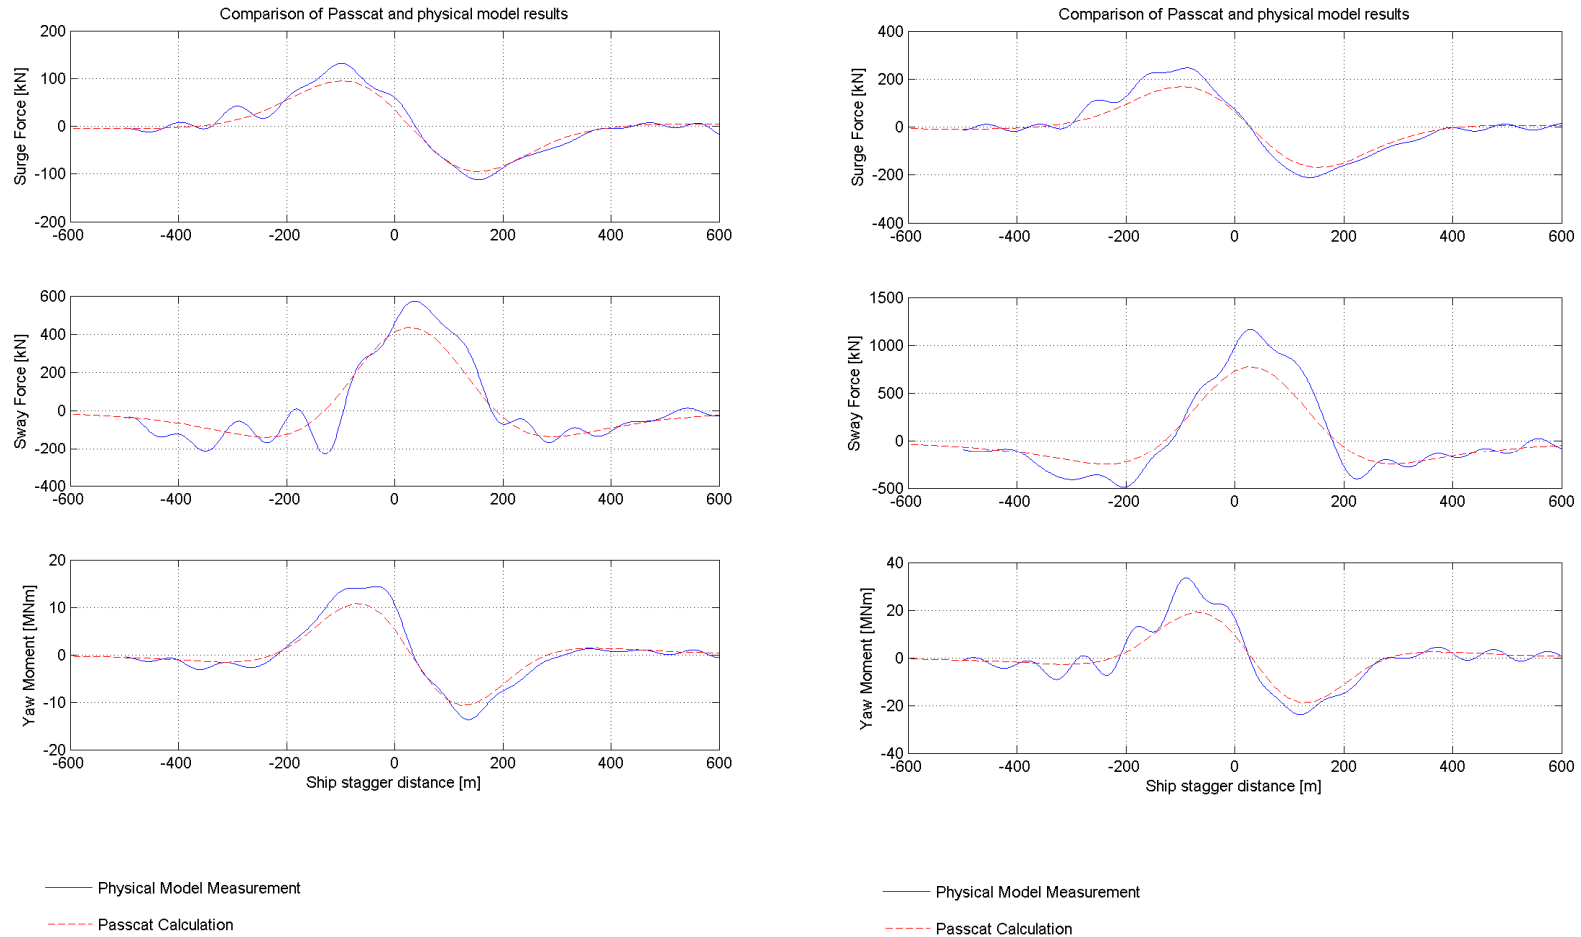 Comparison of Passcat and physical model results
Surge Force [kN]
200
100
0
-100
-200
-600 -400 -200 0 200 400 600
Sway Force [kN]
600
400
200
0
-200
-400
-600 -400 -200 0 200 400 600
Yaw Moment [MNm]
20
10
0
-10
-20
-600 -400 -200 0 200 400 600
Ship stagger distance [m]
Physical Model Measurement
Passcat Calculation
Comparison of Passcat and physical model results
Surge Force [kN]
400
200
0
-200
-400
-600 -400 -200 0 200 400 600
Sway Force [kN]
1500
1000
500
0
-500
-600 -400 -200 0 200 400 600
Yaw Moment [MNm]
40
20
0
-20
-40
-600 -400 -200 0 200 400 600
Ship stagger distance [m]
Physical Model Measurement
Passcat Calculation